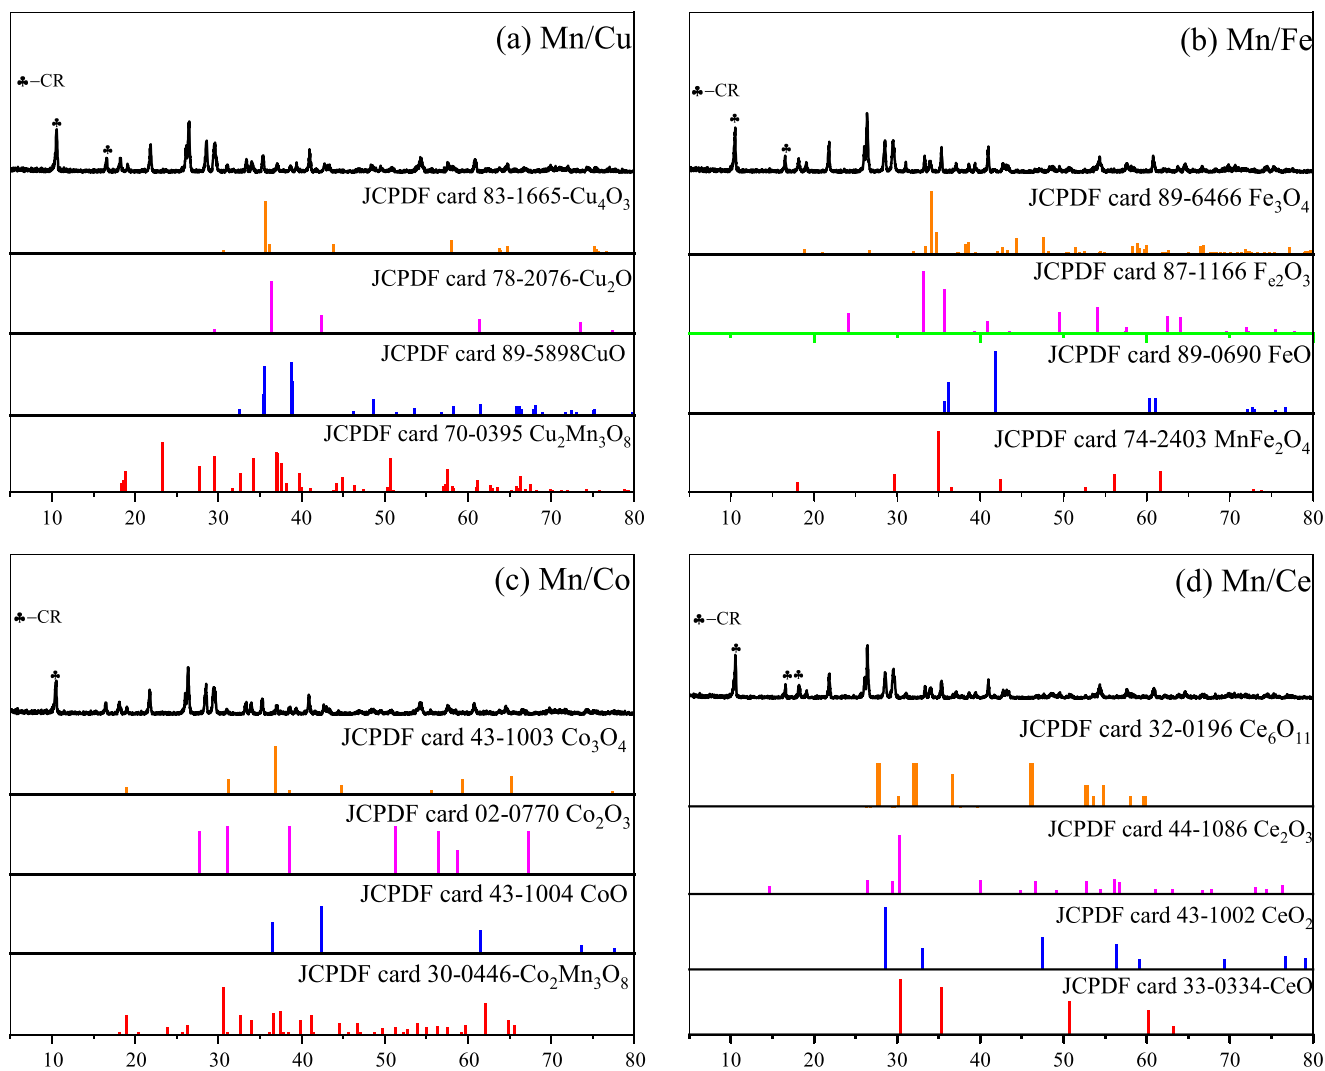 (a) Mn/Cu
♣–CR
♣
♣
JCPDF card 83-1665-Cu₄O₃
JCPDF card 78-2076-Cu₂O
JCPDF card 89-5898CuO
JCPDF card 70-0395 Cu₂Mn₃O₈
10 20 30 40 50 60 70 80
(b) Mn/Fe
♣–CR
♣
♣
JCPDF card 89-6466 Fe₃O₄
JCPDF card 87-1166 Fₑ₂O₃
JCPDF card 89-0690 FeO
JCPDF card 74-2403 MnFe₂O₄
10 20 30 40 50 60 70 80
(c) Mn/Co
♣–CR
♣
JCPDF card 43-1003 Co₃O₄
JCPDF card 02-0770 Co₂O₃
JCPDF card 43-1004 CoO
JCPDF card 30-0446-Co₂Mn₃O₈
10 20 30 40 50 60 70 80
(d) Mn/Ce
♣–CR
♣
♣♣
JCPDF card 32-0196 Ce₆O₁₁
JCPDF card 44-1086 Ce₂O₃
JCPDF card 43-1002 CeO₂
JCPDF card 33-0334-CeO
10 20 30 40 50 60 70 80